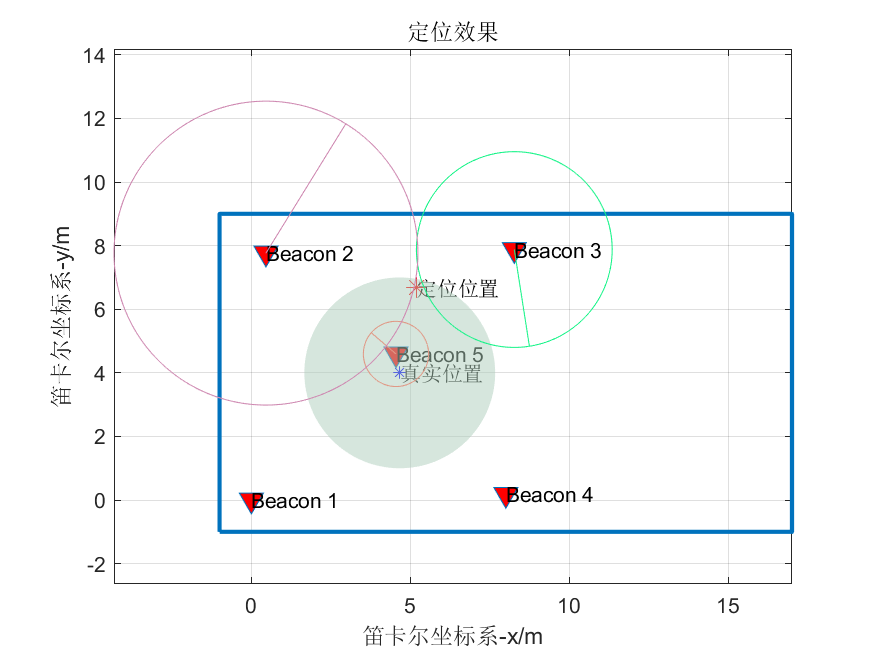 定位效果
14
12
10
8
6
4
2
0
-2
笛卡尔坐标系-y/m
Beacon 2
Beacon 3
定位位置
Beacon 5
真实位置
Beacon 1
Beacon 4
0
5
10
15
笛卡尔坐标系-x/m